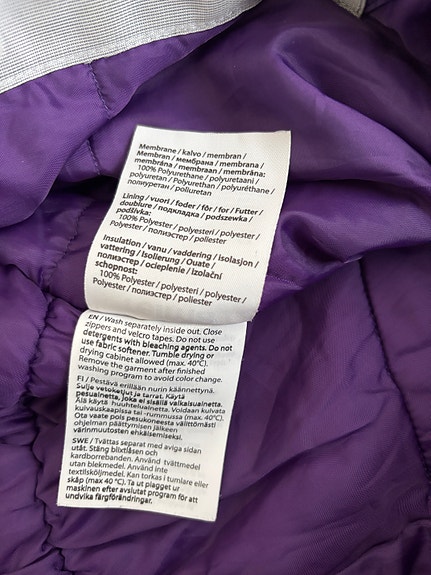 Membrane / kalvo / membran /
Membran / мембрана / membrana /
membrána / membraan / membrána:
100% Polyurethane / polyuretaani /
polyuretan / Polyurethan / polyuréthane /
полиуретан / poliuretan
Lining / vuori / foder / fôr / for / Futter /
doublure / подкладка / podszewka /
podšívka:
100% Polyester / polyesteri / polyester /
Polyester / полиэстер / poliester
Insulation / vanu / vaddering / isolasjon /
vattering / Isolierung / Ouate /
полиэстер / ocieplenie / izolační
schopnost:
100% Polyester / polyesteri / polyester /
Polyester / полиэстер / poliester
EN / Wash separately inside out. Close
zippers and velcro tapes. Do not use
detergents with bleaching agents. Do not
use fabric softener. Tumble drying or
drying cabinet allowed (max. 40°C).
Remove the garment after finished
washing program to avoid color change.
FI / Pestävä erillään nurin käännettynä.
Sulje vetoketjut ja tarrat. Käytä
pesuainetta, joka ei sisällä valkaisuainetta.
Älä käytä huuhteluainetta. Voidaan kuivata
kuivauskaapissa tai -rummussa (max. 40°C).
Ota vaate pois pesukoneesta välittömästi
ohjelman päättymisen jälkeen
värinmuutosten ehkäisemiseksi.
SWE / Tvättas separat med aviga sidan
utåt. Stäng blixtlåsen och
kardborrebanden. Använd tvättmedel
utan blekmedel. Använd inte
textilsköljmedel. Kan torkas i tumlare eller
skåp (max 40 °C). Ta ut plagget ur
maskinen efter avslutat program för att
undvika färgförändringar.